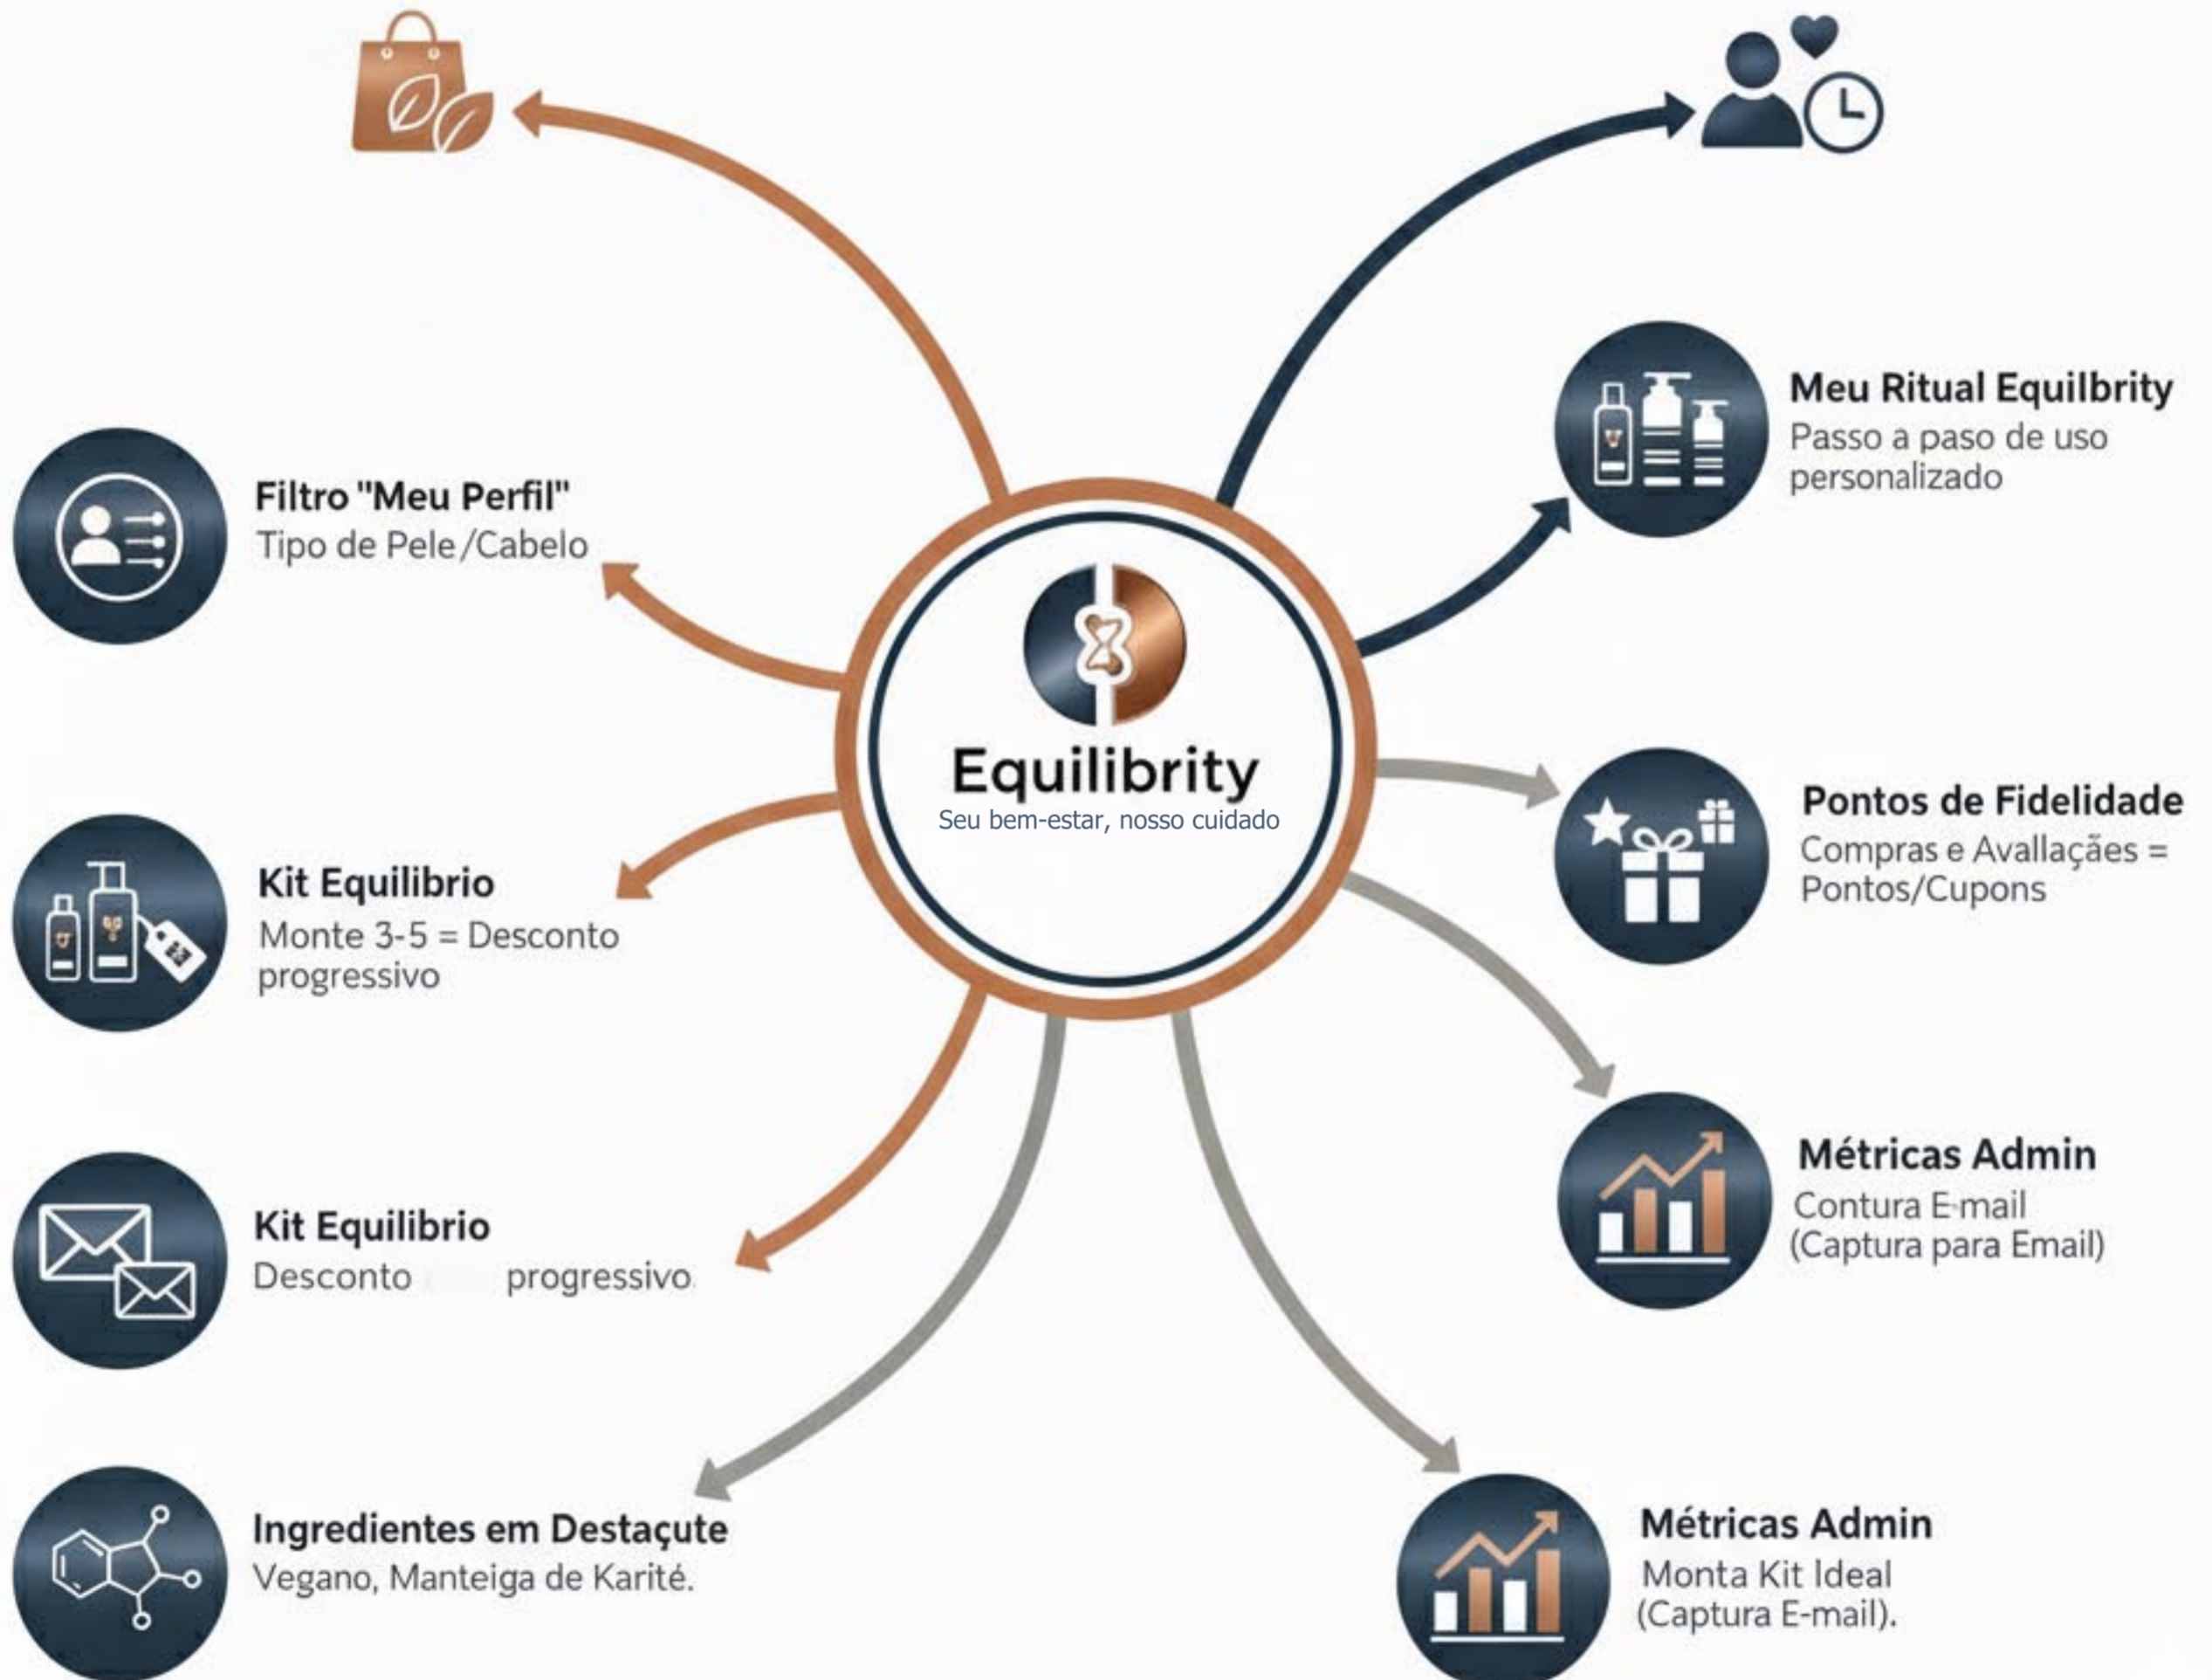 Filtro "Meu Perfil"
Tipo de Pele/Cabelo
Kit Equilibrio
Monte 3-5 = Desconto
progressivo
Kit Equilibrio
Desconto progressivo.
Ingredientes em Destaçute
Vegano, Manteiga de Karité.
Equilibrity
Seu bem-estar, nosso cuidado
Meu Ritual Equilbrity
Passo a paso de uso
personalizado
Pontos de Fidelidade
Compras e Avallaçães =
Pontos/Cupons
Métricas Admin
Contura E-mail
(Captura para Email)
Métricas Admin
Monta Kit Ideal
(Captura E-mail).